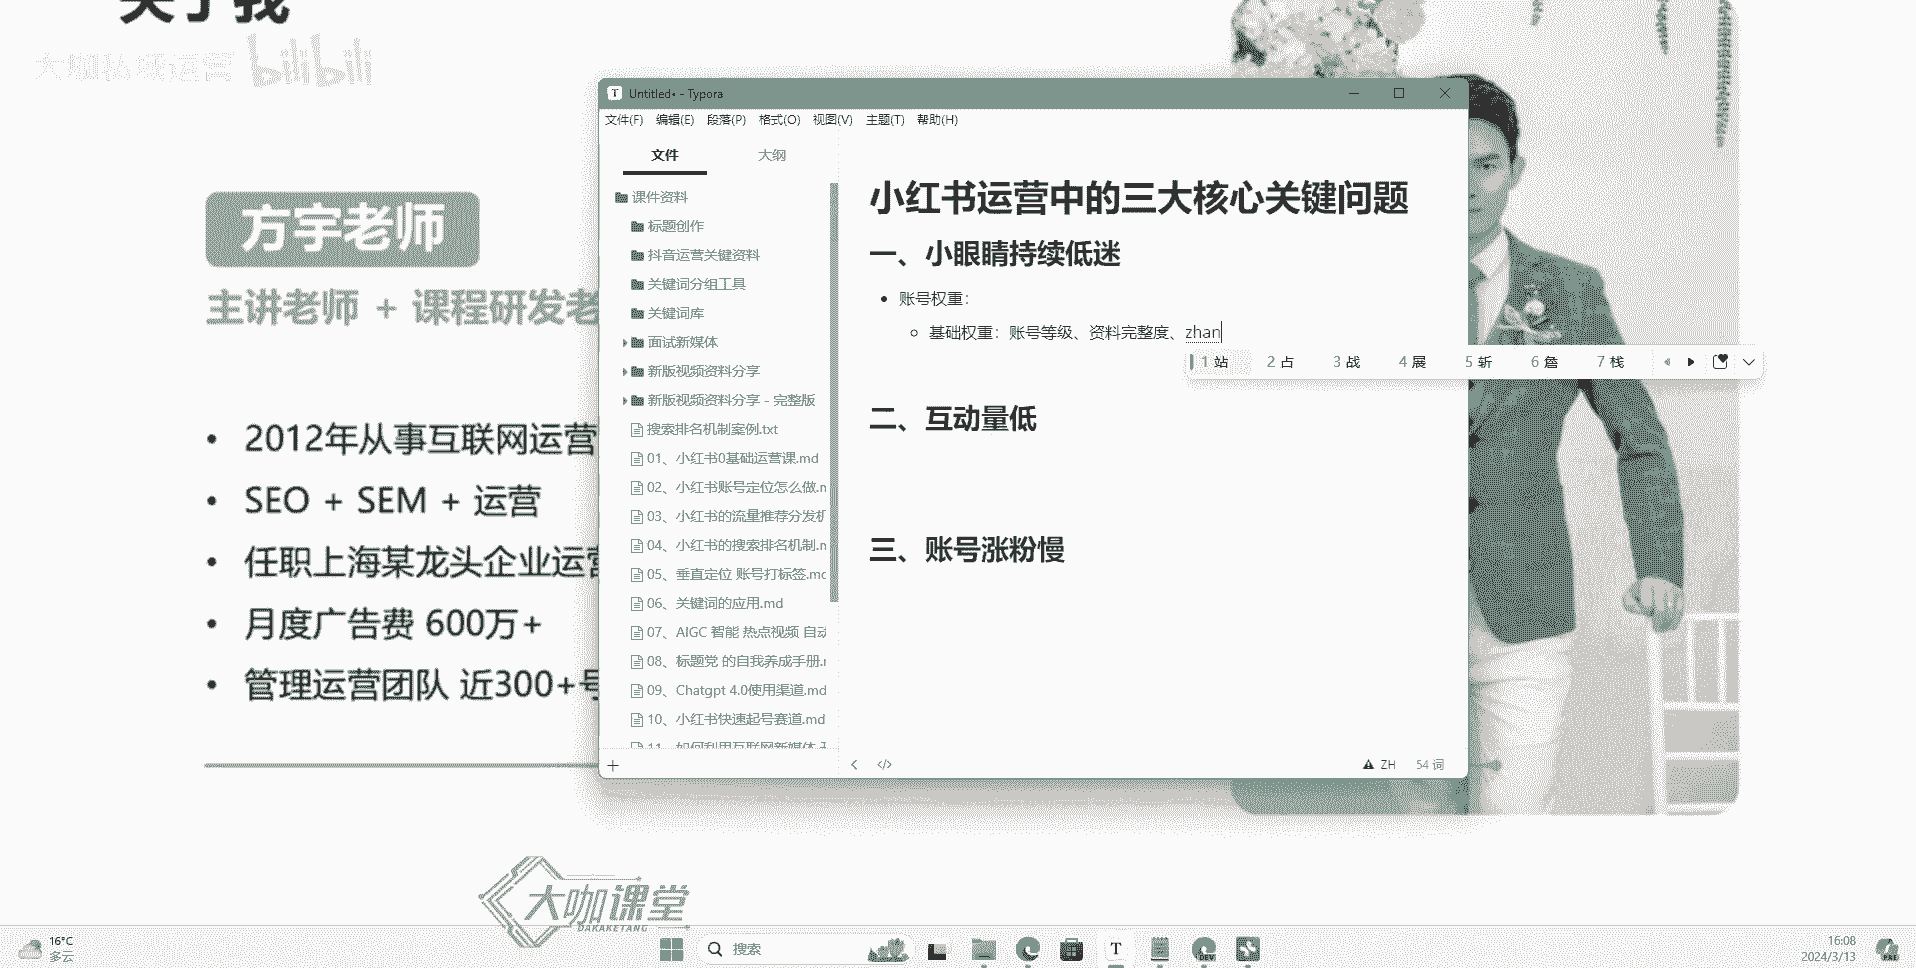 关于我
大咖私域运营 bilibili
方宇老师
主讲老师 + 课程研发老
2012年从事互联网运营
SEO + SEM + 运营
任职上海某龙头企业运营
月度广告费 600万+
管理运营团队 近300+号
Untitled• - Typora
文件(F) 编辑(E) 段落(P) 格式(O) 视图(V) 主题(T) 帮助(H)
文件 大纲
课件资料
标题创作
抖音运营关键资料
关键词分组工具
关键词库
面试新媒体
新版视频资料分享
新版视频资料分享 - 完整版
搜索排名机制案例.txt
01、小红书0基础运营课.md
02、小红书账号定位怎么做.m
03、小红书的流量推荐分发机
04、小红书的搜索排名机制.m
05、垂直定位 账号打标签.mc
06、关键词的应用.md
07、AIGC 智能 热点视频 自动
08、标题党 的自我养成手册.r
09、Chatgpt 4.0使用渠道.md
10、小红书快速起号赛道.md
11、如何利用互联网新媒体
小红书运营中的三大核心关键问题
一、小眼睛持续低迷
账号权重：
基础权重：账号等级、资料完整度、zhan
1 站 2 占 3 战 4 展 5 斩 6 詹 7 栈
二、互动量低
三、账号涨粉慢
ZH 54 词
大咖课堂
DAKAKETANG
16°C
多云
搜索
T
DEV
16:08
2024/3/13
PRE